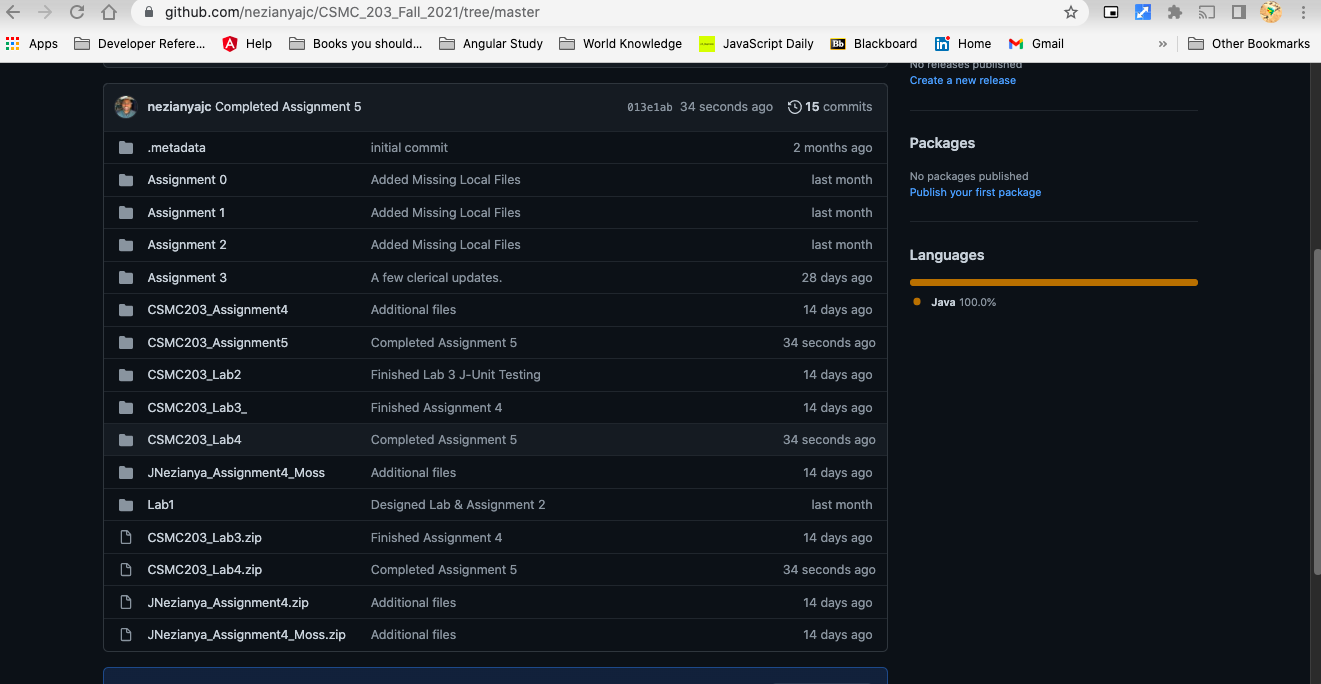 github.com/nezianyajc/CSMC_203_Fall_2021/tree/master
Apps Developer Refere... Help Books you should... Angular Study World Knowledge JavaScript Daily Bb Blackboard Home Gmail » Other Bookmarks
No releases published
Create a new release
nezianyajc Completed Assignment 5 013e1ab 34 seconds ago 15 commits
.metadata initial commit 2 months ago
Assignment 0 Added Missing Local Files last month
Assignment 1 Added Missing Local Files last month
Assignment 2 Added Missing Local Files last month
Assignment 3 A few clerical updates. 28 days ago
CSMC203_Assignment4 Additional files 14 days ago
CSMC203_Assignment5 Completed Assignment 5 34 seconds ago
CSMC203_Lab2 Finished Lab 3 J-Unit Testing 14 days ago
CSMC203_Lab3_ Finished Assignment 4 14 days ago
CSMC203_Lab4 Completed Assignment 5 34 seconds ago
JNezianya_Assignment4_Moss Additional files 14 days ago
Lab1 Designed Lab & Assignment 2 last month
CSMC203_Lab3.zip Finished Assignment 4 14 days ago
CSMC203_Lab4.zip Completed Assignment 5 34 seconds ago
JNezianya_Assignment4.zip Additional files 14 days ago
JNezianya_Assignment4_Moss.zip Additional files 14 days ago
Packages
No packages published
Publish your first package
Languages
Java 100.0%